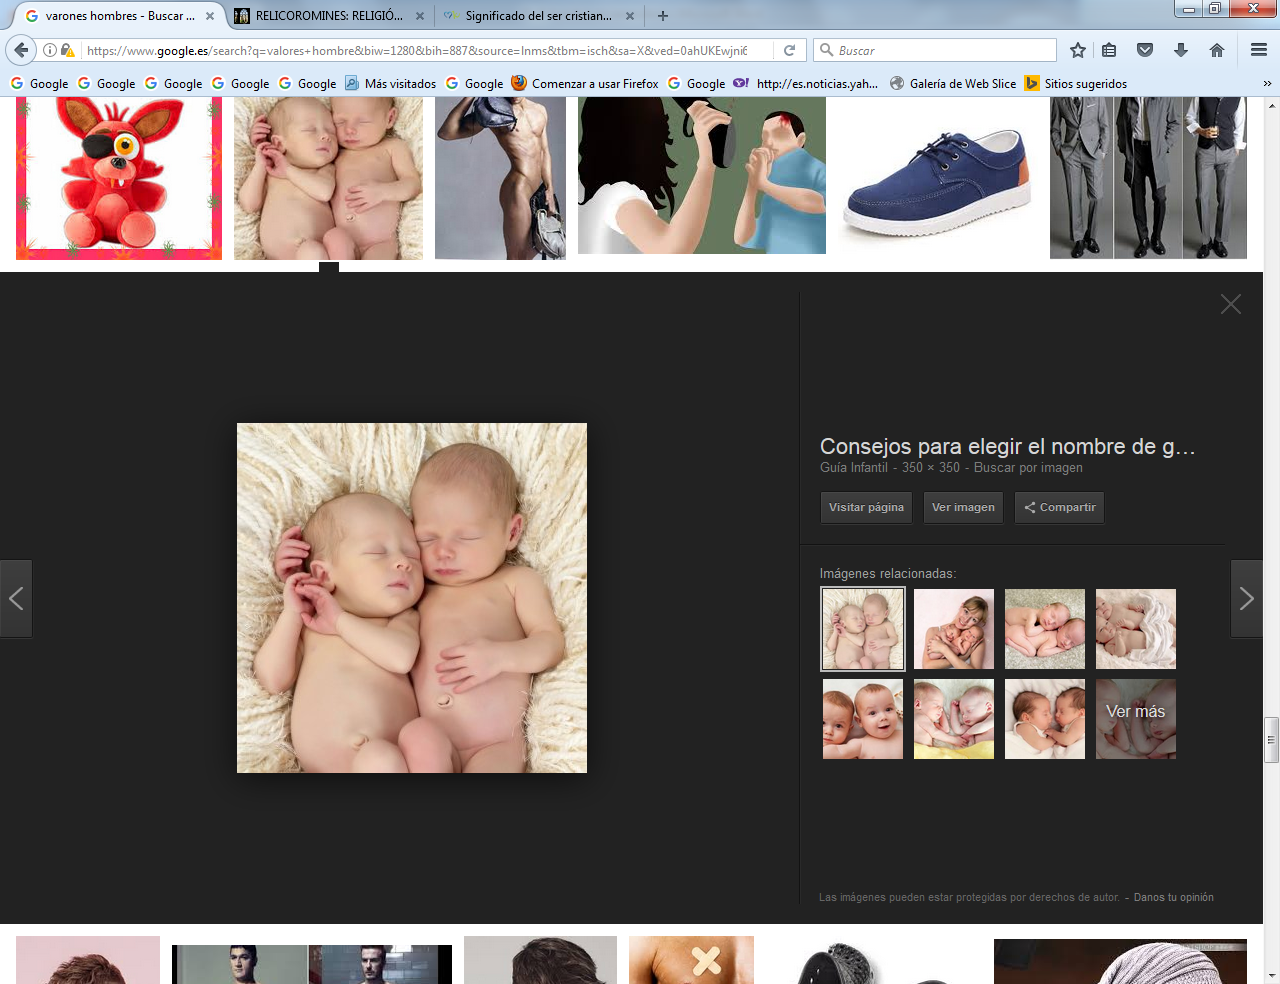 varones hombres - Buscar ...
RELICOROMINES: RELIGIÓ...
Significado del ser cristian...
https://www.google.es/search?q=valores+hombre&biw=1280&bih=887&source=lnms&tbm=isch&sa=X&ved=0ahUKEwjni6
Buscar
Google
Google
Google
Google
Google
Más visitados
Google
Comenzar a usar Firefox
Google
http://es.noticias.yah...
Galería de Web Slice
Sitios sugeridos
Consejos para elegir el nombre de g...
Guía Infantil - 350 × 350 - Buscar por imagen
Visitar página
Ver imagen
Compartir
Imágenes relacionadas:
Ver más
Las imágenes pueden estar protegidas por derechos de autor. - Danos tu opinión